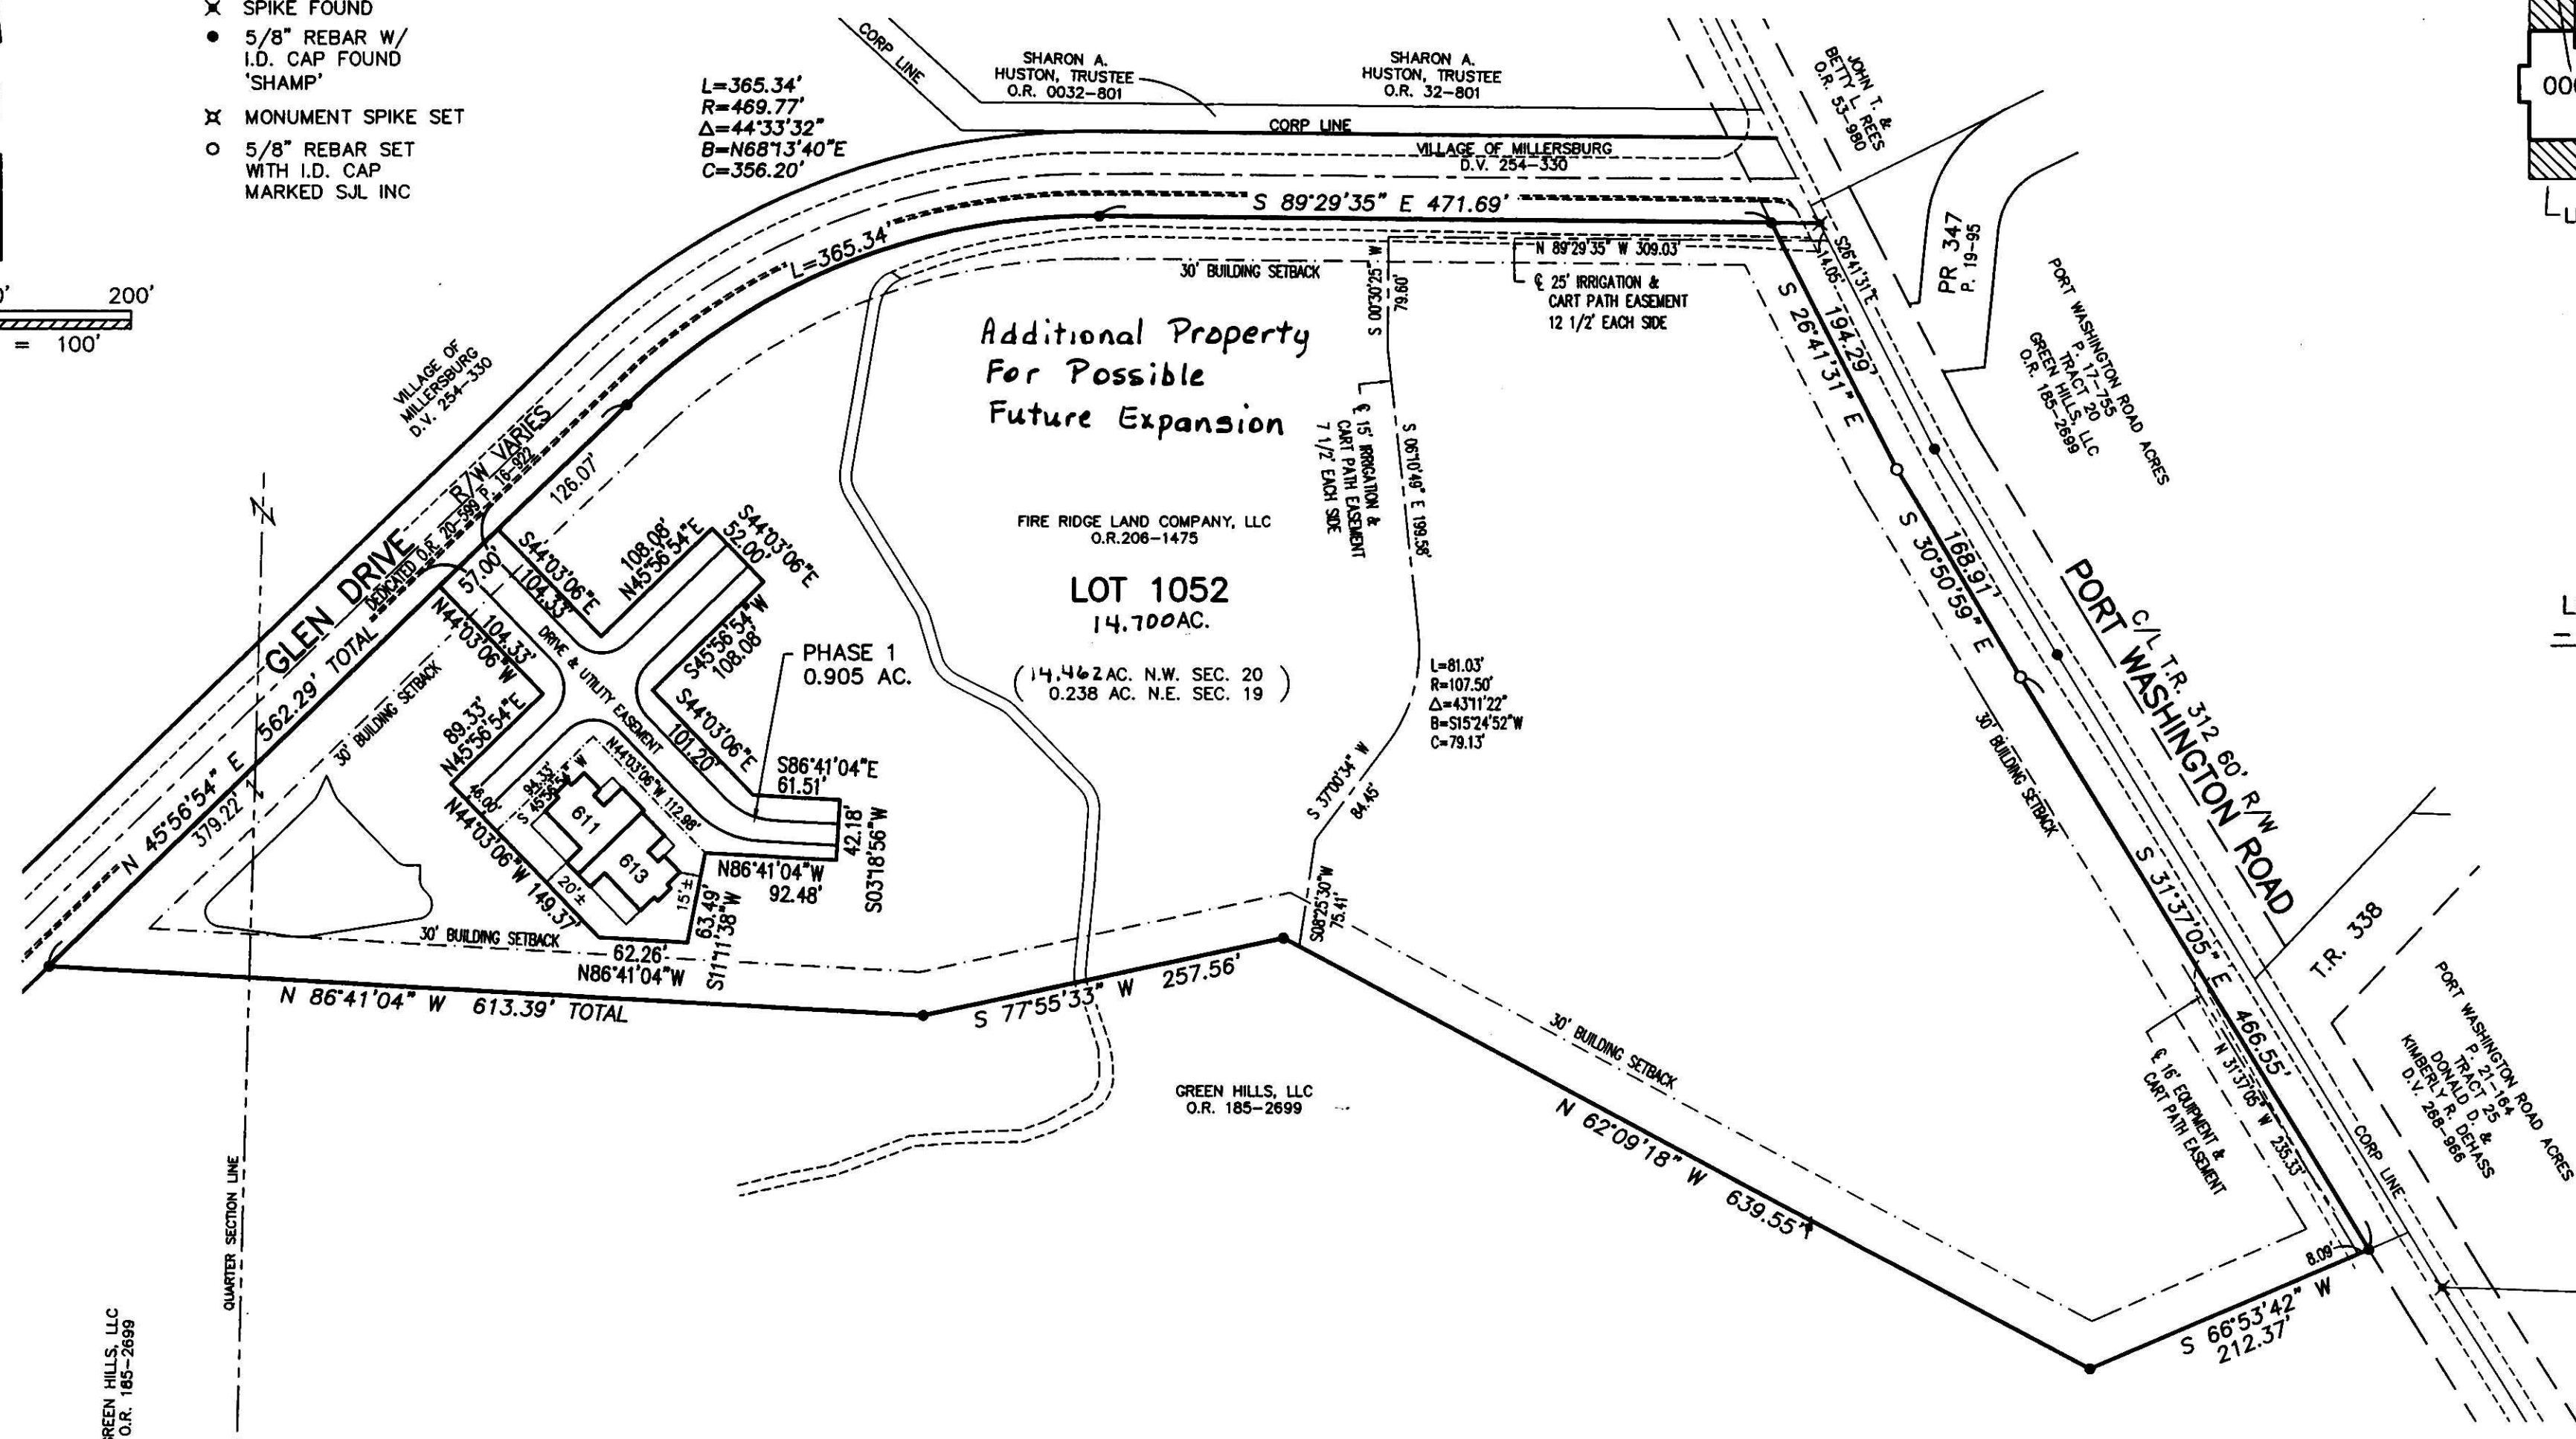 SPIKE FOUND
5/8" REBAR W/
I.D. CAP FOUND
'SHAMP'
MONUMENT SPIKE SET
5/8" REBAR SET
WITH I.D. CAP
MARKED SJL INC
200'
= 100'
L=365.34'
R=469.77'
Δ=44°33'32"
B=N68°13'40"E
C=356.20'
CORP LINE
SHARON A.
HUSTON, TRUSTEE
O.R. 0032-801
SHARON A.
HUSTON, TRUSTEE
O.R. 32-801
CORP LINE
VILLAGE OF MILLERSBURG
D.V. 254-330
JOHN T. &
BETTY L. REES
O.R. 53-980
PR 347
P. 19-95
S 89°29'35" E 471.69'
L=365.34'
N 89°29'35" W 309.03'
30' BUILDING SETBACK
℄ 25' IRRIGATION &
CART PATH EASEMENT
12 1/2' EACH SIDE
S 00°30'25" W
79.60'
S26°41'31"E
14.05'
S 26°41'31" E
194.29'
PORT WASHINGTON ROAD ACRES
P. 17-755
TRACT 20
GREEN HILLS, LLC
O.R. 185-2699
Additional Property
For Possible
Future Expansion
℄ 15' IRRIGATION &
CART PATH EASEMENT
7 1/2' EACH SIDE
S 06°10'49" E 199.58'
VILLAGE OF
MILLERSBURG
D.V. 254-330
GLEN DRIVE
R/W VARIES
DEDICATED O.R. 20-599 P. 16-922
126.07'
57.00'
S44°03'06"E
104.33'
108.08'
N45°56'54"E
S44°03'06"E
52.00'
S45°56'54"W
108.08'
S44°03'06"E
101.20'
S86°41'04"E
61.51'
42.18'
S03°18'56"W
N86°41'04"W
92.48'
63.49'
S11°11'38"W
62.26'
N86°41'04"W
N44°03'06"W 149.37'
N45°56'54"E
89.33'
N44°03'06"W
104.33'
DRIVE & UTILITY EASEMENT
N44°03'06"W 112.98'
S 45°56'54" W
94.33'
48.00'
611
613
20'±
15'±
PHASE 1
0.905 AC.
FIRE RIDGE LAND COMPANY, LLC
O.R.206-1475
LOT 1052
14.700AC.
(14.462AC. N.W. SEC. 20
0.238 AC. N.E. SEC. 19)
L=81.03'
R=107.50'
Δ=43°11'22"
B=S15°24'52"W
C=79.13'
S 37°00'34" W
84.45'
S08°25'30"W
75.41'
N 45°56'54" E 562.29' TOTAL
379.22'
30' BUILDING SETBACK
30' BUILDING SETBACK
N 86°41'04" W 613.39' TOTAL
S 77°55'33" W 257.56'
30' BUILDING SETBACK
N 62°09'18" W 639.55'
S 66°53'42" W
212.37'
8.09'
S 30°50'59" E
168.91'
30' BUILDING SETBACK
S 31°37'05" E 466.55'
N 31°37'05" W 235.33'
℄ 16' EQUIPMENT &
CART PATH EASEMENT
C/L T.R. 312 60' R/W
PORT WASHINGTON ROAD
T.R. 338
CORP LINE
PORT WASHINGTON ROAD ACRES
P. 21-164
TRACT 25
DONALD D. &
KIMBERLY R. DEHASS
D.V. 268-966
GREEN HILLS, LLC
O.R. 185-2699
QUARTER SECTION LINE
GREEN HILLS, LLC
O.R. 185-2699